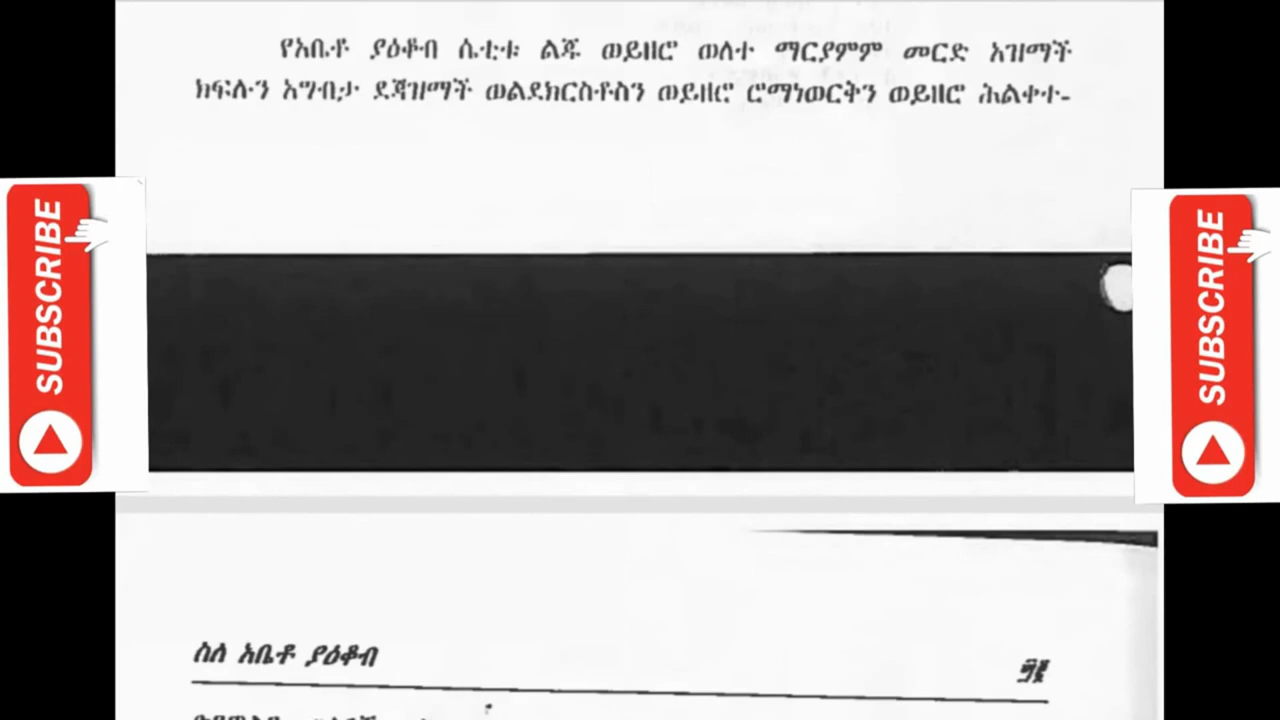 የአቤቶ ያዕቆብ ሴቲቱ ልጁ ወይዘሮ ወለተ ማርያምም መርድ አዝማች
ክፍሉን አግብታ ደጃዝማች ወልደክርስቶስን ወይዘሮ ሮማነወርቅን ወይዘሮ ሕልቀተ-
SUBSCRIBE
SUBSCRIBE
ስለ አቤቶ ያዕቆብ